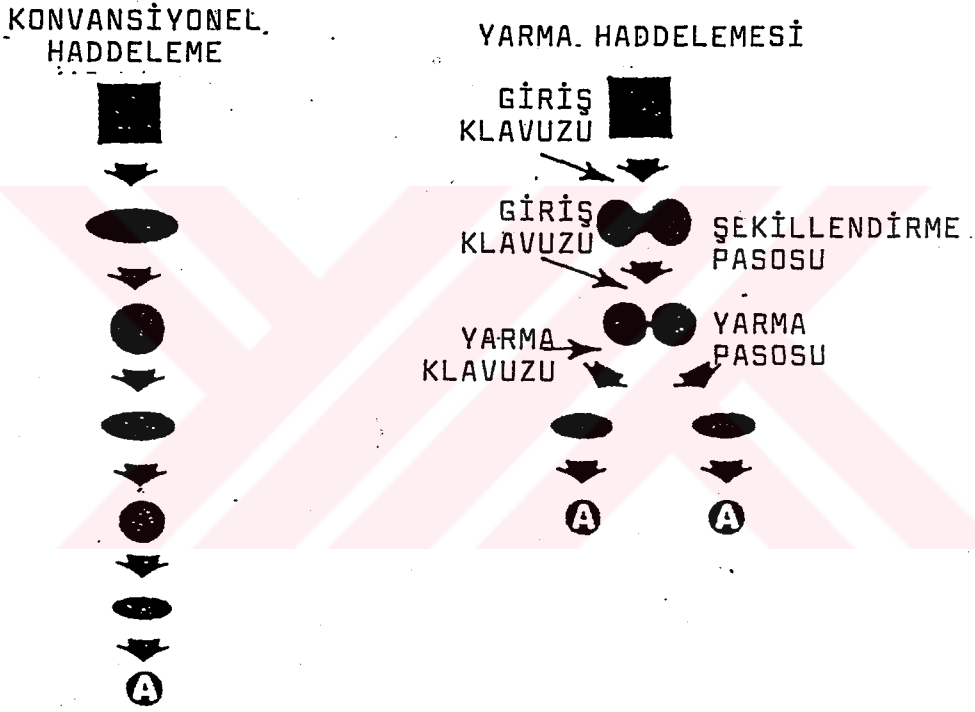 KONVANSİYONEL
HADDELEME
YARMA HADDELEMESİ
GİRİŞ
KLAVUZU
GİRİŞ
KLAVUZU
ŞEKİLLENDİRME
PASOSU
YARMA
KLAVUZU
YARMA
PASOSU
A
A
A